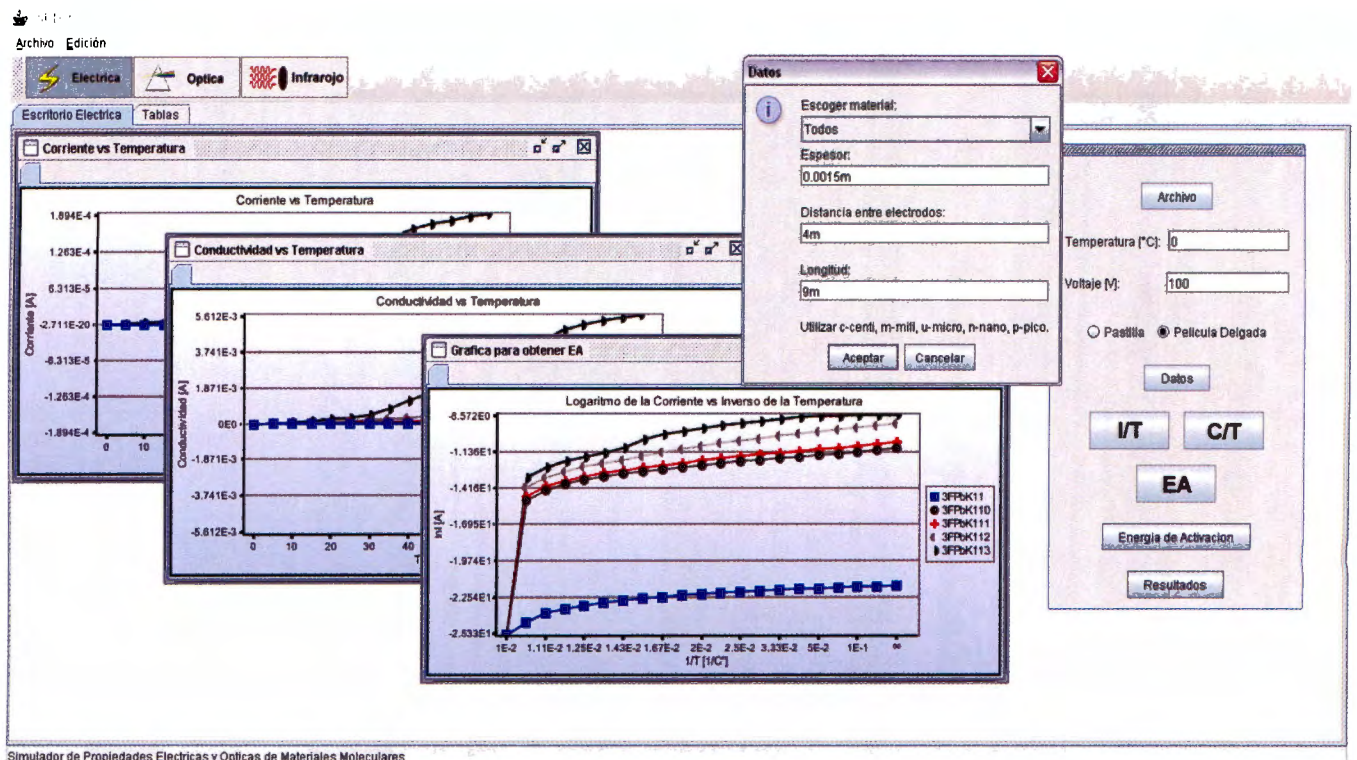 Archivo Edición
Electrica Optica Infrarojo
Escritorio Electrica Tablas
Corriente vs Temperatura
Corriente vs Temperatura
1.894E-4
1.263E-4
6.313E-5
-2.711E-20
-6.313E-5
-1.263E-4
-1.894E-4
Corriente [A]
0 10
Conductividad vs Temperatura
Conductividad vs Temperatura
5.612E-3
3.741E-3
1.871E-3
0E0
-1.871E-3
-3.741E-3
-5.612E-3
Conductividad [A]
0 10 20 30 40
T
Grafica para obtener EA
Logaritmo de la Corriente vs Inverso de la Temperatura
-8.572E0
-1.136E1
-1.416E1
-1.695E1
-1.974E1
-2.254E1
-2.533E1
lnI [A]
1E-2 1.11E-2 1.25E-2 1.43E-2 1.67E-2 2E-2 2.5E-2 3.33E-2 5E-2 1E-1 ∞
1/T [1/C°]
3FPbK11
3FPbK110
3FPbK111
3FPbK112
3FPbK113
Datos
Escoger material:
Todos
Espesor:
0.0015m
Distancia entre electrodos:
4m
Longitud:
9m
Utilizar c-centi, m-mili, u-micro, n-nano, p-pico.
Aceptar Cancelar
Archivo
Temperatura [°C]: 0
Voltaje [V]: 100
Pastilla Pelicula Delgada
Datos
I/T C/T
EA
Energia de Activacion
Resultados
Simulador de Propiedades Electricas y Opticas de Materiales Moleculares